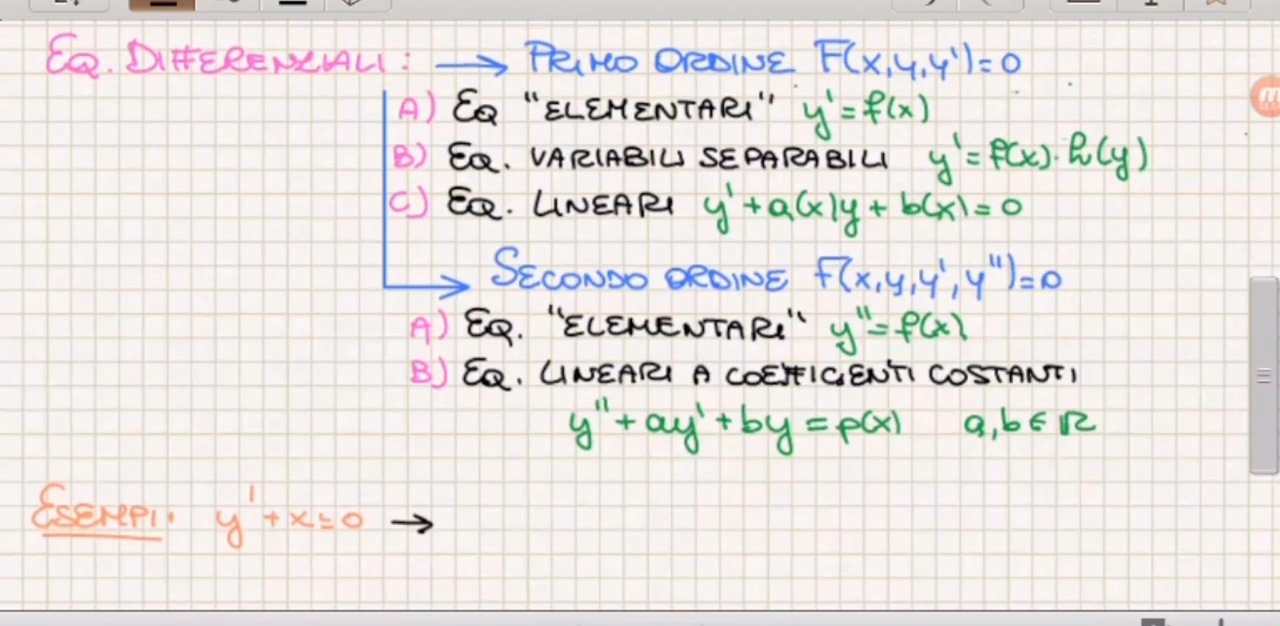 EQ. DIFFERENZIALI: → PRIMO ORDINE F(x,y,y')=0
A) EQ "ELEMENTARI" y'=f(x)
B) EQ. VARIABILI SEPARABILI y'=f(x)·h(y)
C) EQ. LINEARI y'+a(x)y+b(x)=0
→ SECONDO ORDINE F(x,y,y',y'')=0
A) EQ. "ELEMENTARI" y''=f(x)
B) EQ. LINEARI A COEFFICIENTI COSTANTI
y''+ay'+by=p(x) a,b∈ℝ
ESEMPI: y'+x=0 →